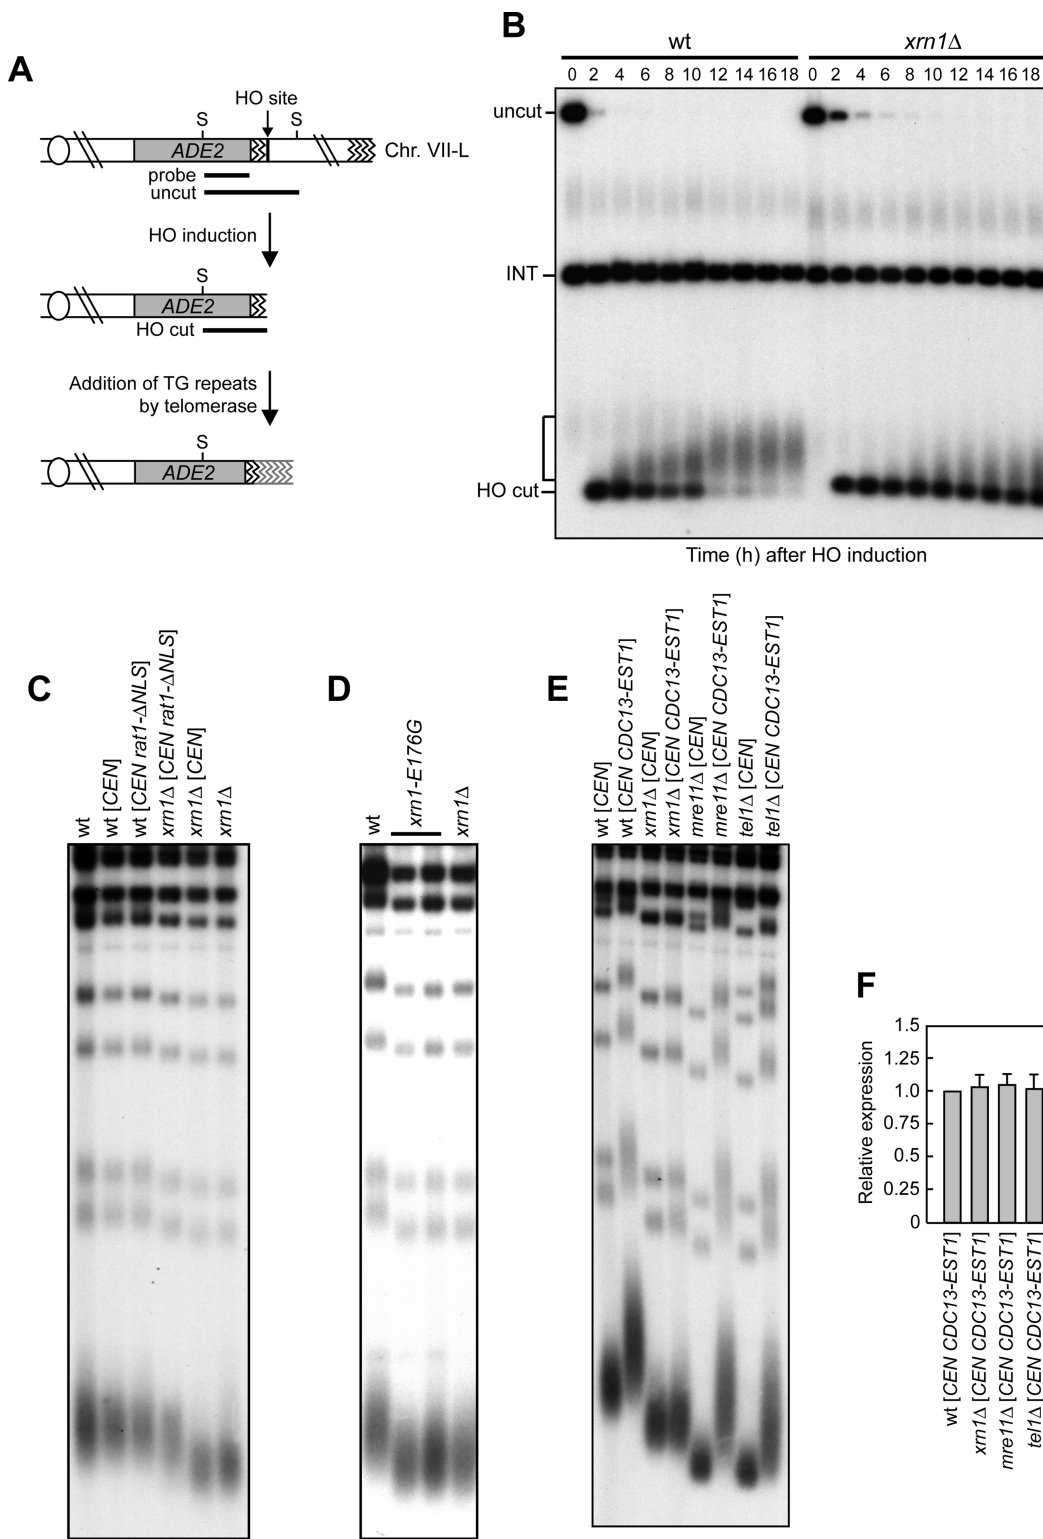 A
HO site
S
S
ADE2
Chr. VII-L
probe
uncut
HO induction
S
ADE2
HO cut
Addition of TG repeats
by telomerase
S
ADE2
B
wt
xrn1Δ
0 2 4 6 8 10 12 14 16 18 0 2 4 6 8 10 12 14 16 18
uncut
INT
HO cut
Time (h) after HO induction
C
wt
wt [CEN]
wt [CEN rat1-ΔNLS]
xrn1Δ [CEN rat1-ΔNLS]
xrn1Δ [CEN]
xrn1Δ
D
wt
xrn1-E176G
xrn1Δ
E
wt [CEN]
wt [CEN CDC13-EST1]
xrn1Δ [CEN]
xrn1Δ [CEN CDC13-EST1]
mre11Δ [CEN]
mre11Δ [CEN CDC13-EST1]
tel1Δ [CEN]
tel1Δ [CEN CDC13-EST1]
F
Relative expression
1.5
1.25
1.0
0.75
0.5
0.25
0
wt [CEN CDC13-EST1]
xrn1Δ [CEN CDC13-EST1]
mre11Δ [CEN CDC13-EST1]
tel1Δ [CEN CDC13-EST1]